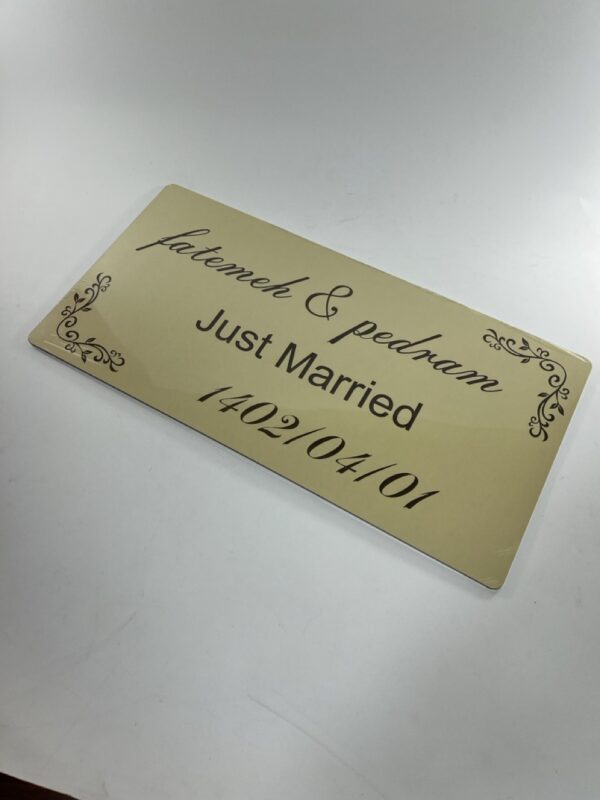 fatemeh & pedram
Just Married
1402/04/01